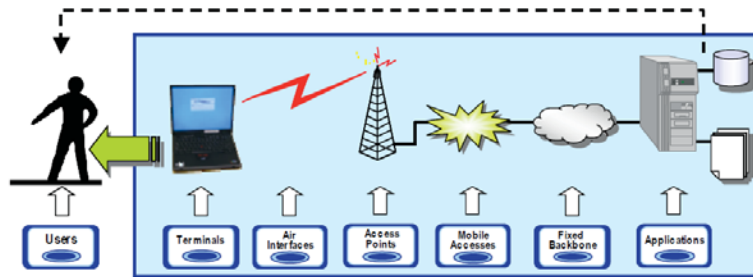 Users
Terminals
Air
Interfaces
Access
Points
Mobile
Accesses
Fixed
Backbone
Applications